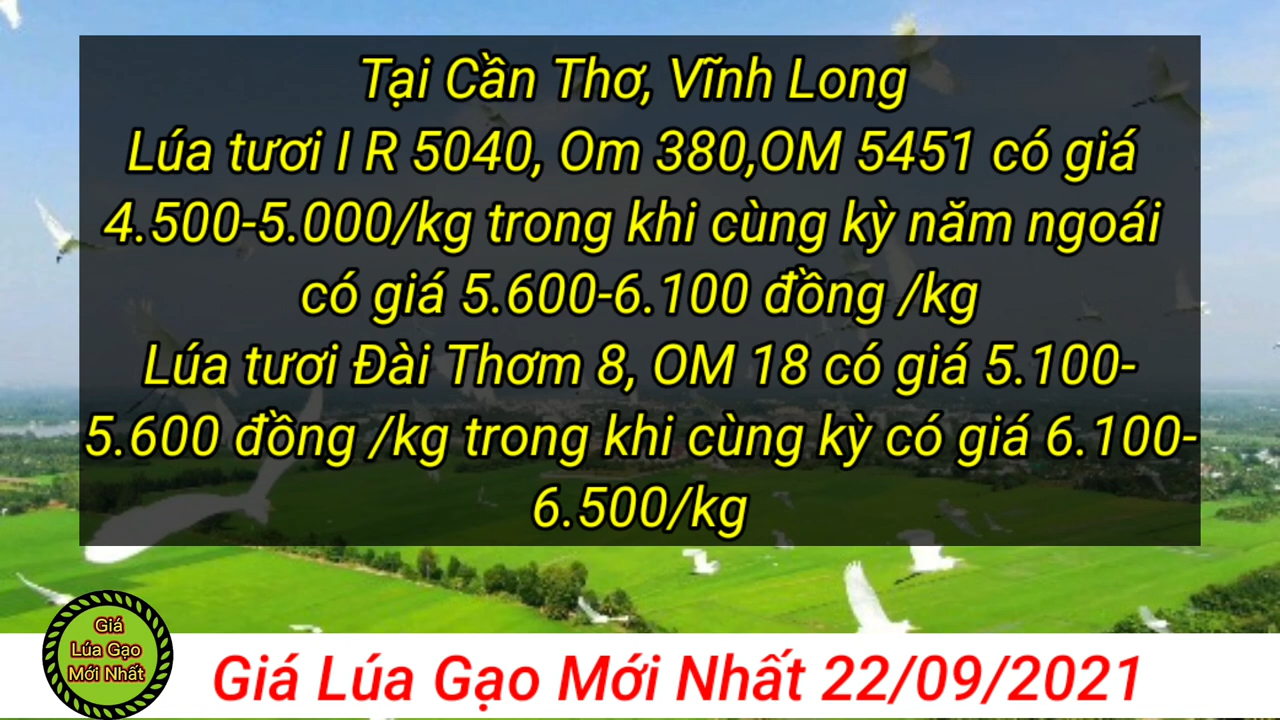 Tại Cần Thơ, Vĩnh Long
Lúa tươi I R 5040, Om 380,OM 5451 có giá
4.500-5.000/kg trong khi cùng kỳ năm ngoái
có giá 5.600-6.100 đồng /kg
Lúa tươi Đài Thơm 8, OM 18 có giá 5.100-
5.600 đồng /kg trong khi cùng kỳ có giá 6.100-
6.500/kg
Giá
Lúa Gạo
Mới Nhất
Giá Lúa Gạo Mới Nhất 22/09/2021